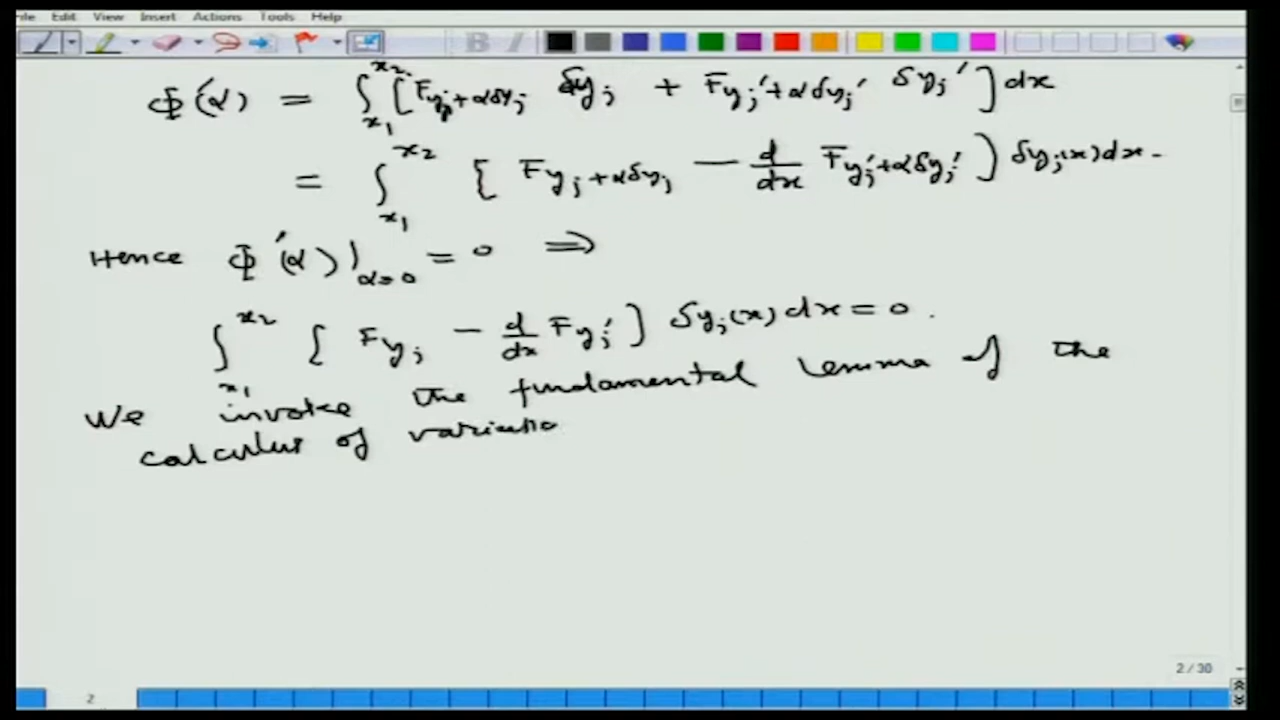 File Edit View Insert Actions Tools Help
Φ'(α) = ∫_{x₁}^{x₂} [F_{yⱼ+αδyⱼ} δyⱼ + F_{yⱼ'+αδyⱼ'} δyⱼ'] dx
= ∫_{x₁}^{x₂} [F_{yⱼ+αδyⱼ} − d/dx F_{yⱼ'+αδyⱼ'}] δyⱼ(x) dx.
Hence Φ'(α)|_{α=0} = 0 ⇒
∫_{x₁}^{x₂} [F_{yⱼ} − d/dx F_{yⱼ'}] δyⱼ(x) dx = 0.
We invoke the fundamental lemma of the
calculus of variatio
2 / 30
2